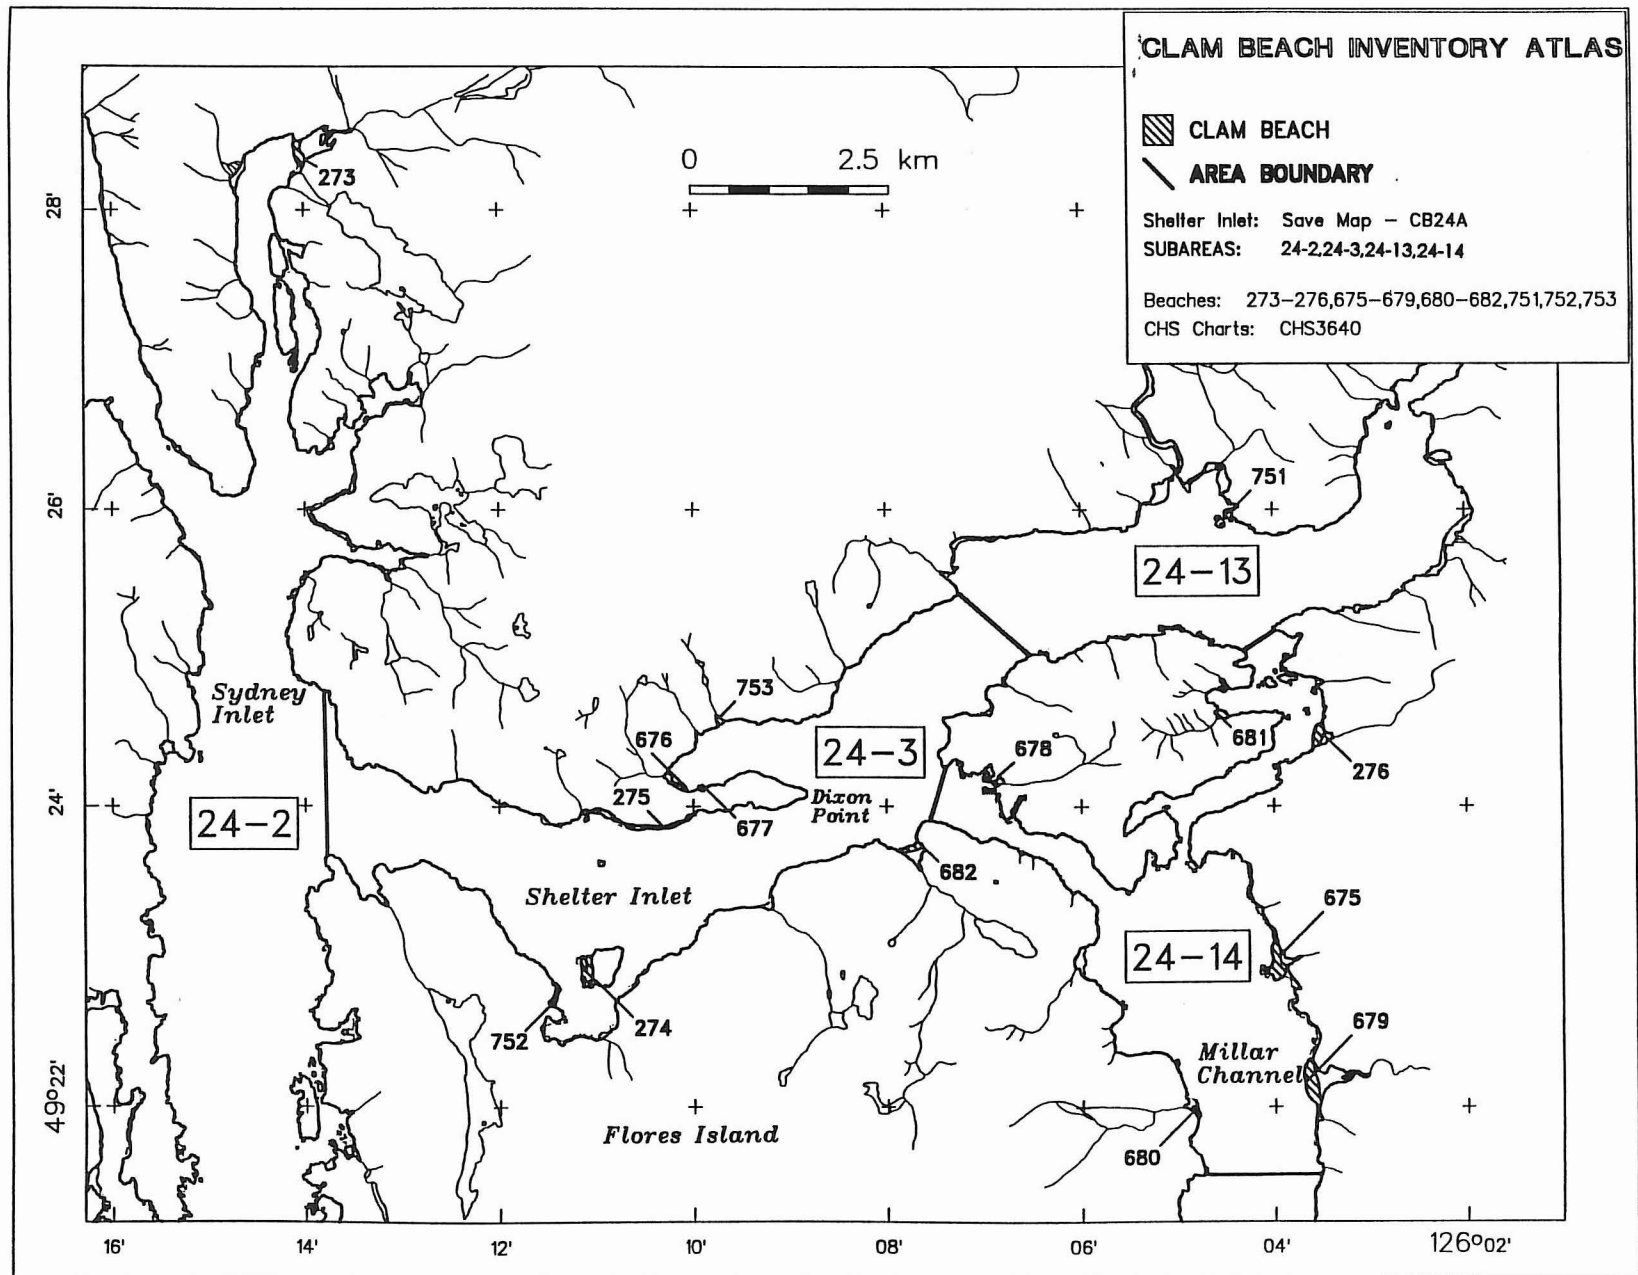 CLAM BEACH INVENTORY ATLAS
CLAM BEACH
AREA BOUNDARY
Shelter Inlet: Save Map - CB24A
SUBAREAS: 24-2,24-3,24-13,24-14
Beaches: 273-276,675-679,680-682,751,752,753
CHS Charts: CHS3640
0 2.5 km
273
28'
751
26'
24-13
Sydney
Inlet
753
676
24-3
678
681
276
275
Dixon
Point
677
24'
24-2
682
Shelter Inlet
675
24-14
274
752
679
Millar
Channel
49°22'
Flores Island
680
16' 14' 12' 10' 08' 06' 04' 126°02'